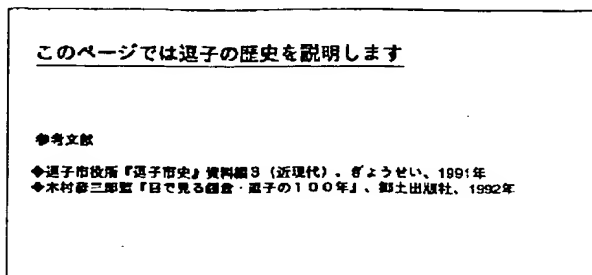 このページでは逗子の歴史を説明します
参考文献
◆逗子市役所『逗子市史』資料編3(近現代)、ぎょうせい、1991年
◆木村彦三郎監『目で見る鎌倉・逗子の100年』、郷土出版社、1992年